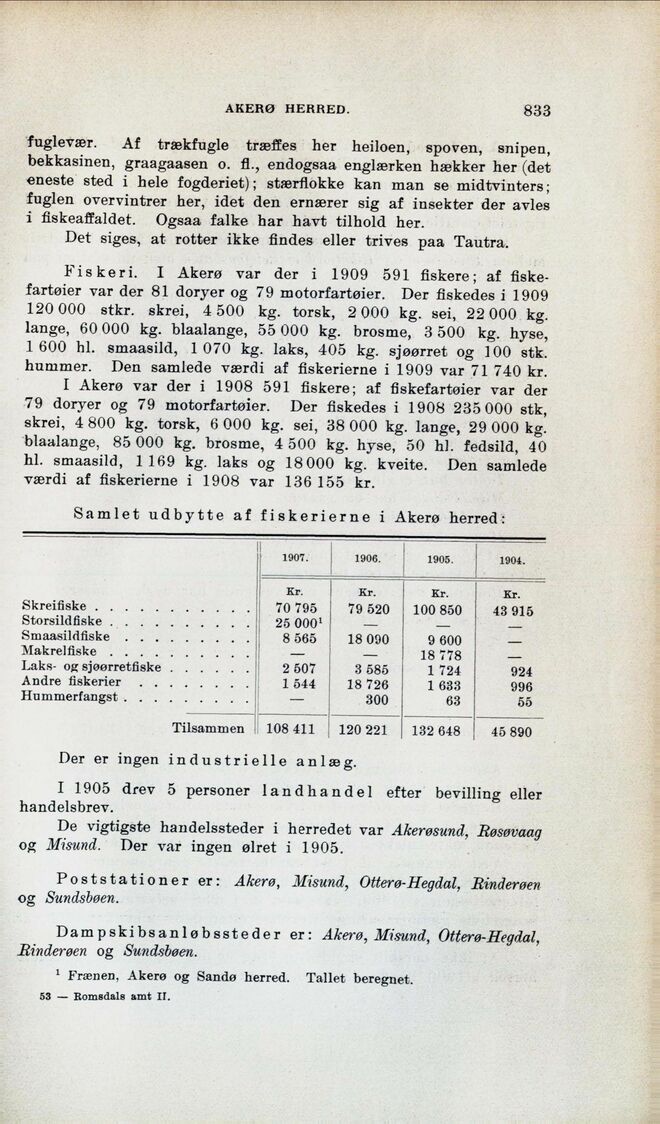 AKERØ HERRED. 833
fuglevær. Af trækfugle træffes her heiloen, spoven, snipen,
bekkasinen, graagaasen o. fl., endogsaa englærken hækker her (det
eneste sted i hele fogderiet); stærflokke kan man se midtvinters;
fuglen overvintrer her, idet den ernærer sig af insekter der avles
i fiskeaffaldet. Ogsaa falke har havt tilhold her.
Det siges, at rotter ikke findes eller trives paa Tautra.
Fiskeri. I Akerø var der i 1909 591 fiskere; af fiske-
fartøier var der 81 doryer og 79 motorfartøier. Der fiskedes i 1909
120 000 stkr. skrei, 4 500 kg. torsk, 2 000 kg. sei, 22 000 kg.
lange, 60 000 kg. blaalange, 55 000 kg. brosme, 3 500 kg. hyse,
1 600 hl. smaasild, 1 070 kg. laks, 405 kg. sjøørret og 100 stk.
hummer. Den samlede værdi af fiskerierne i 1909 var 71 740 kr.
I Akerø var der i 1908 591 fiskere; af fiskefartøier var der
79 doryer og 79 motorfartøier. Der fiskedes i 1908 235 000 stk,
skrei, 4 800 kg. torsk, 6 000 kg. sei, 38 000 kg. lange, 29 000 kg.
blaalange, 85 000 kg. brosme, 4 500 kg. hyse, 50 hl. fedsild, 40
hl. smaasild, 1 169 kg. laks og 18 000 kg. kveite. Den samlede
værdi af fiskerierne i 1908 var 136 155 kr.
Samlet udbytte af fiskerierne i Akerø herred:
1907. 1906. 1905. 1904.
Kr. Kr. Kr. Kr.
Skreifiske . . . . . . . . . . 70 795 79 520 100 850 43 915
Storsildfiske . . . . . . . . . 25 000¹ — — —
Smaasildfiske . . . . . . . . 8 565 18 090 9 600 —
Makrelfiske . . . . . . . . . — — 18 778 —
Laks- og sjøørretfiske . . . . . . 2 507 3 585 1 724 924
Andre fiskerier . . . . . . . . 1 544 18 726 1 633 996
Hummerfangst . . . . . . . . . — 300 63 55
Tilsammen 108 411 120 221 132 648 45 890
Der er ingen industrielle anlæg.
I 1905 drev 5 personer landhandel efter bevilling eller
handelsbrev.
De vigtigste handelssteder i herredet var Akerøsund, Røsøvaag
og Misund. Der var ingen ølret i 1905.
Poststationer er: Akerø, Misund, Otterø-Hegdal, Rinderøen
og Sundsbøen.
Dampskibsanløbssteder er: Akerø, Misund, Otterø-Hegdal,
Rinderøen og Sundsbøen.
¹ Frænen, Akerø og Sandø herred. Tallet beregnet.
53 — Romsdals amt II.